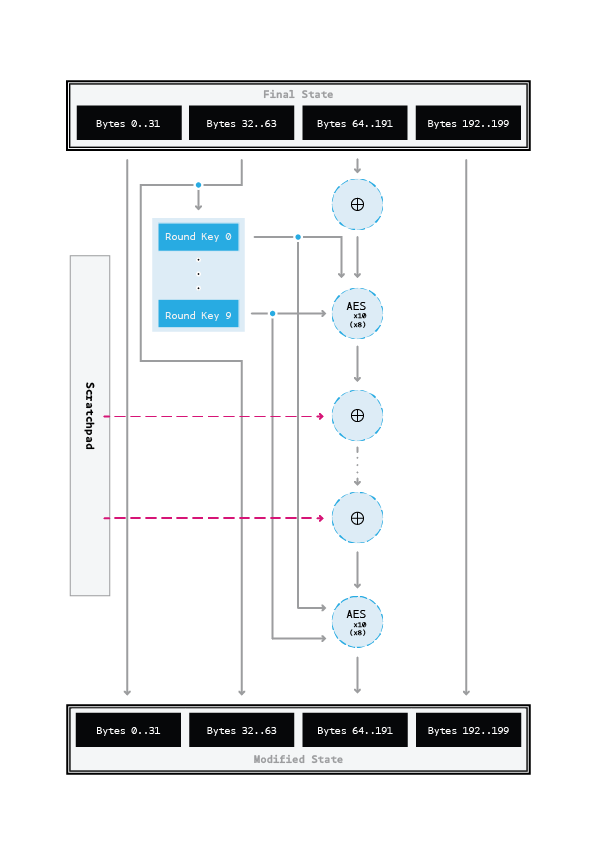 Final State
Bytes 0..31
Bytes 32..63
Bytes 64..191
Bytes 192..199
Round Key 0
Round Key 9
AES
x10
(x8)
Scratchpad
AES
x10
(x8)
Bytes 0..31
Bytes 32..63
Bytes 64..191
Bytes 192..199
Modified State